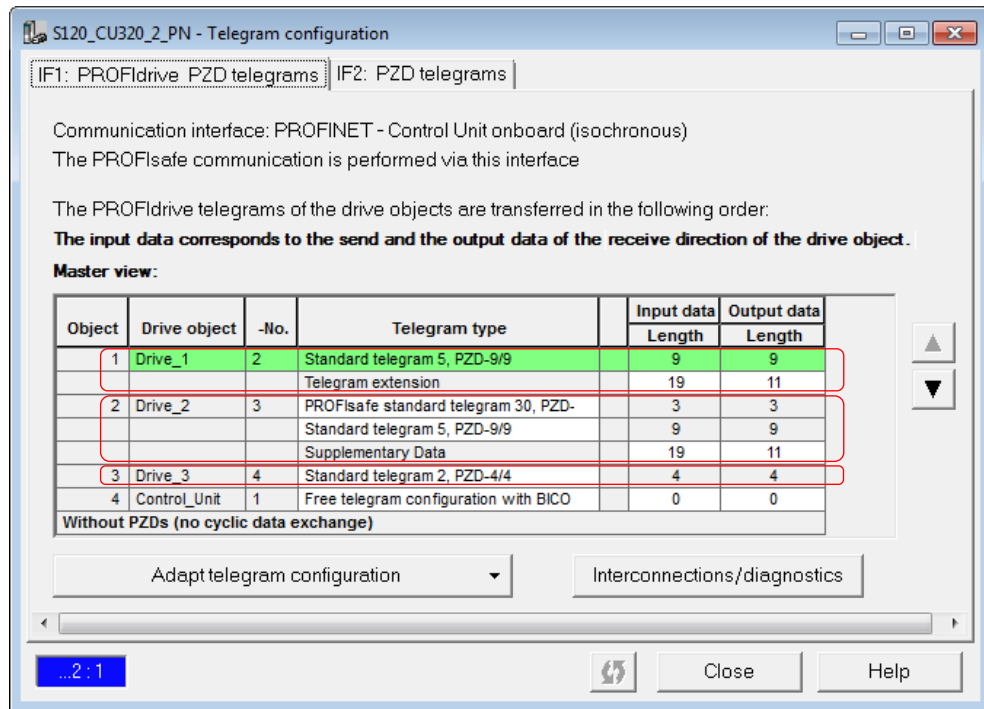 S120_CU320_2_PN - Telegram configuration
IF1: PROFIdrive PZD telegrams IF2: PZD telegrams
Communication interface: PROFINET - Control Unit onboard (isochronous)
The PROFIsafe communication is performed via this interface
The PROFIdrive telegrams of the drive objects are transferred in the following order:
The input data corresponds to the send and the output data of the receive direction of the drive object.
Master view:
Object Drive object -No. Telegram type Input data Output data
Length Length
1 Drive_1 2 Standard telegram 5, PZD-9/9 9 9
Telegram extension 19 11
2 Drive_2 3 PROFIsafe standard telegram 30, PZD- 3 3
Standard telegram 5, PZD-9/9 9 9
Supplementary Data 19 11
3 Drive_3 4 Standard telegram 2, PZD-4/4 4 4
4 Control_Unit 1 Free telegram configuration with BICO 0 0
Without PZDs (no cyclic data exchange)
Adapt telegram configuration Interconnections/diagnostics
...2 : 1 Close Help